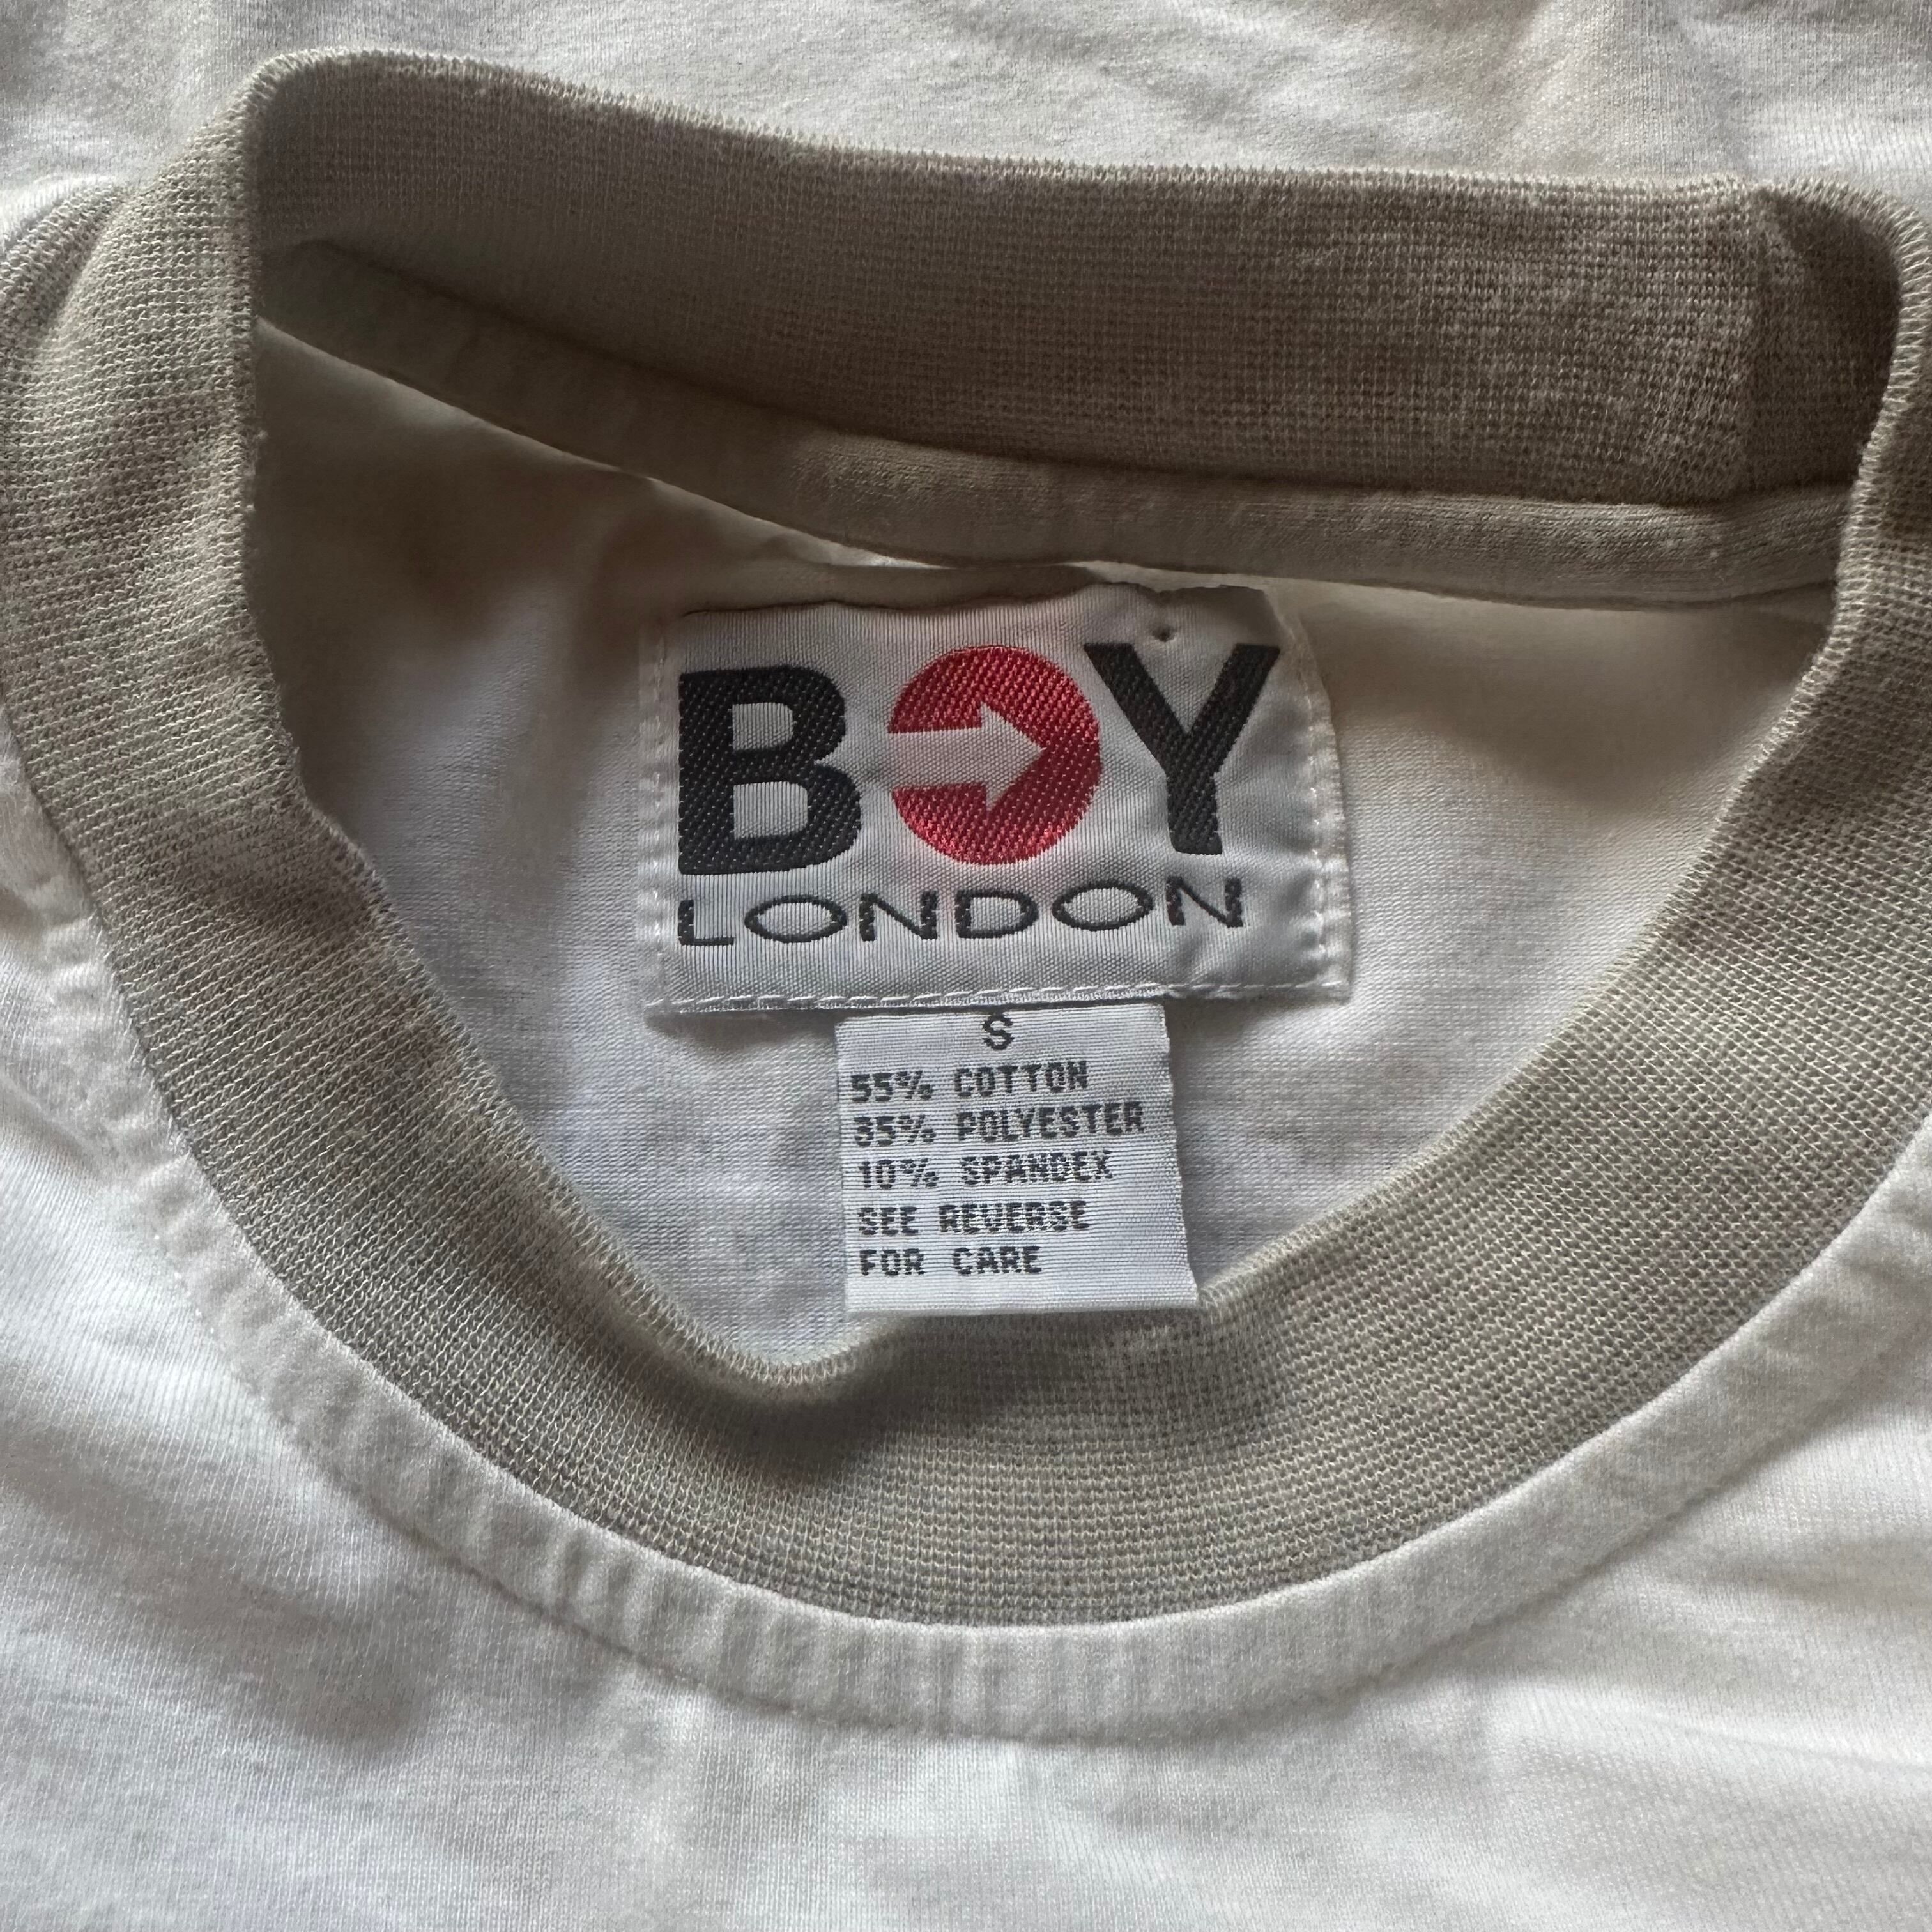 BOY
LONDON
S
55% COTTON
35% POLYESTER
10% SPANDEX
SEE REVERSE
FOR CARE